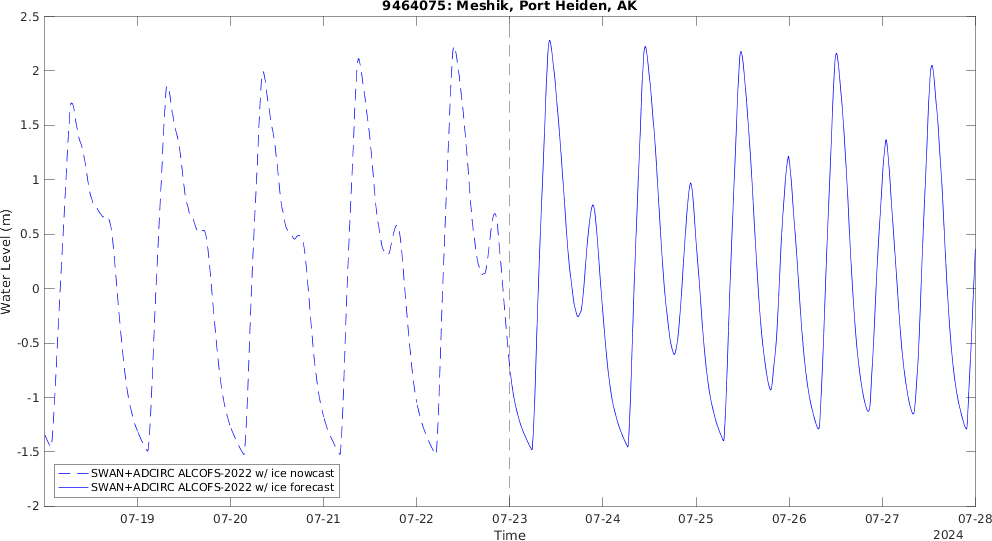 9464075: Meshik, Port Heiden, AK
2.5
2
1.5
1
0.5
0
-0.5
-1
-1.5
-2
Water Level (m)
SWAN+ADCIRC ALCOFS-2022 w/ ice nowcast
SWAN+ADCIRC ALCOFS-2022 w/ ice forecast
07-19 07-20 07-21 07-22 07-23 07-24 07-25 07-26 07-27 07-28
Time
2024